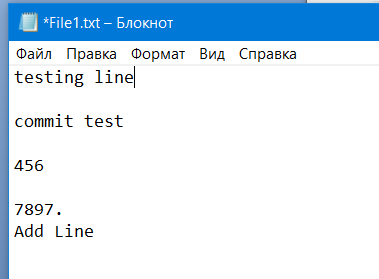 *File1.txt – Блокнот
Файл Правка Формат Вид Справка
testing line
commit test
456
7897.
Add Line